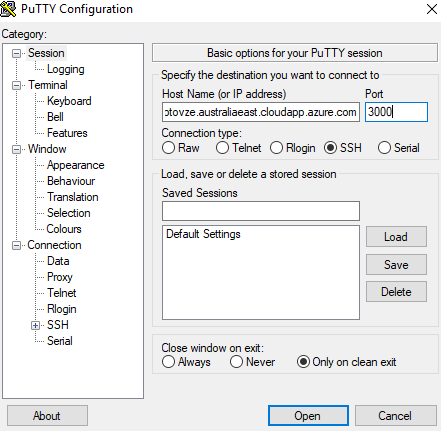 PuTTY Configuration
Category:
Session
Logging
Terminal
Keyboard
Bell
Features
Window
Appearance
Behaviour
Translation
Selection
Colours
Connection
Data
Proxy
Telnet
Rlogin
SSH
Serial
Basic options for your PuTTY session
Specify the destination you want to connect to
Host Name (or IP address) Port
otovze.australiaeast.cloudapp.azure.com 3000
Connection type:
Raw Telnet Rlogin SSH Serial
Load, save or delete a stored session
Saved Sessions
Default Settings
Load
Save
Delete
Close window on exit:
Always Never Only on clean exit
About Open Cancel